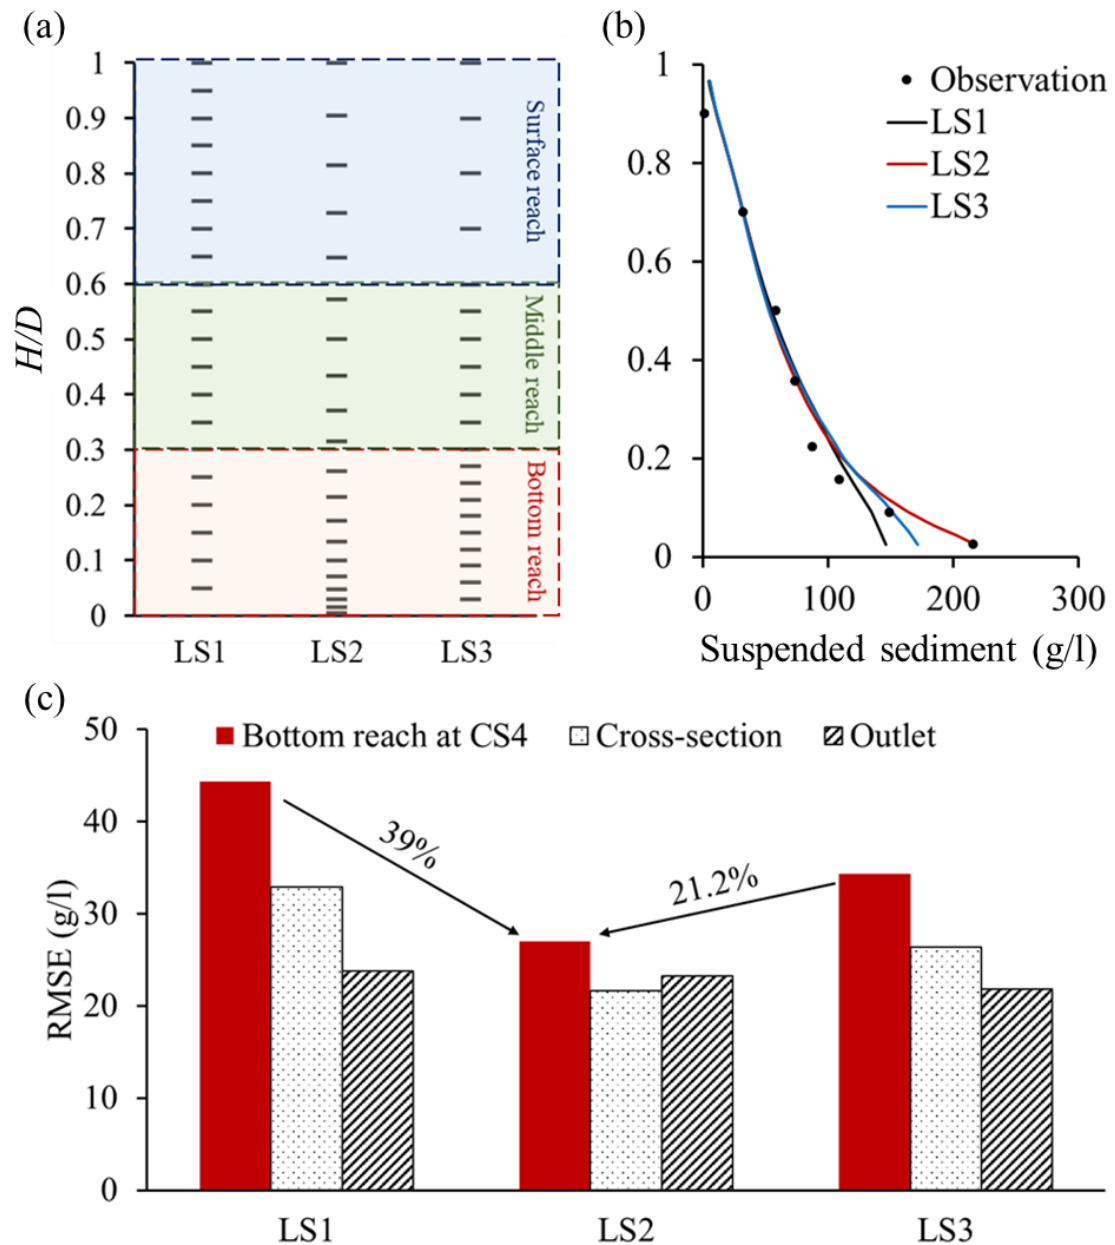 (a)
1
0.9
0.8
0.7
0.6
0.5
0.4
0.3
0.2
0.1
0
H/D
Surface reach
Middle reach
Bottom reach
LS1 LS2 LS3
(b)
1
0.8
0.6
0.4
0.2
0
0 100 200 300
Suspended sediment (g/l)
Observation
LS1
LS2
LS3
(c)
50
40
30
20
10
0
RMSE (g/l)
Bottom reach at CS4 Cross-section Outlet
39%
21.2%
LS1 LS2 LS3